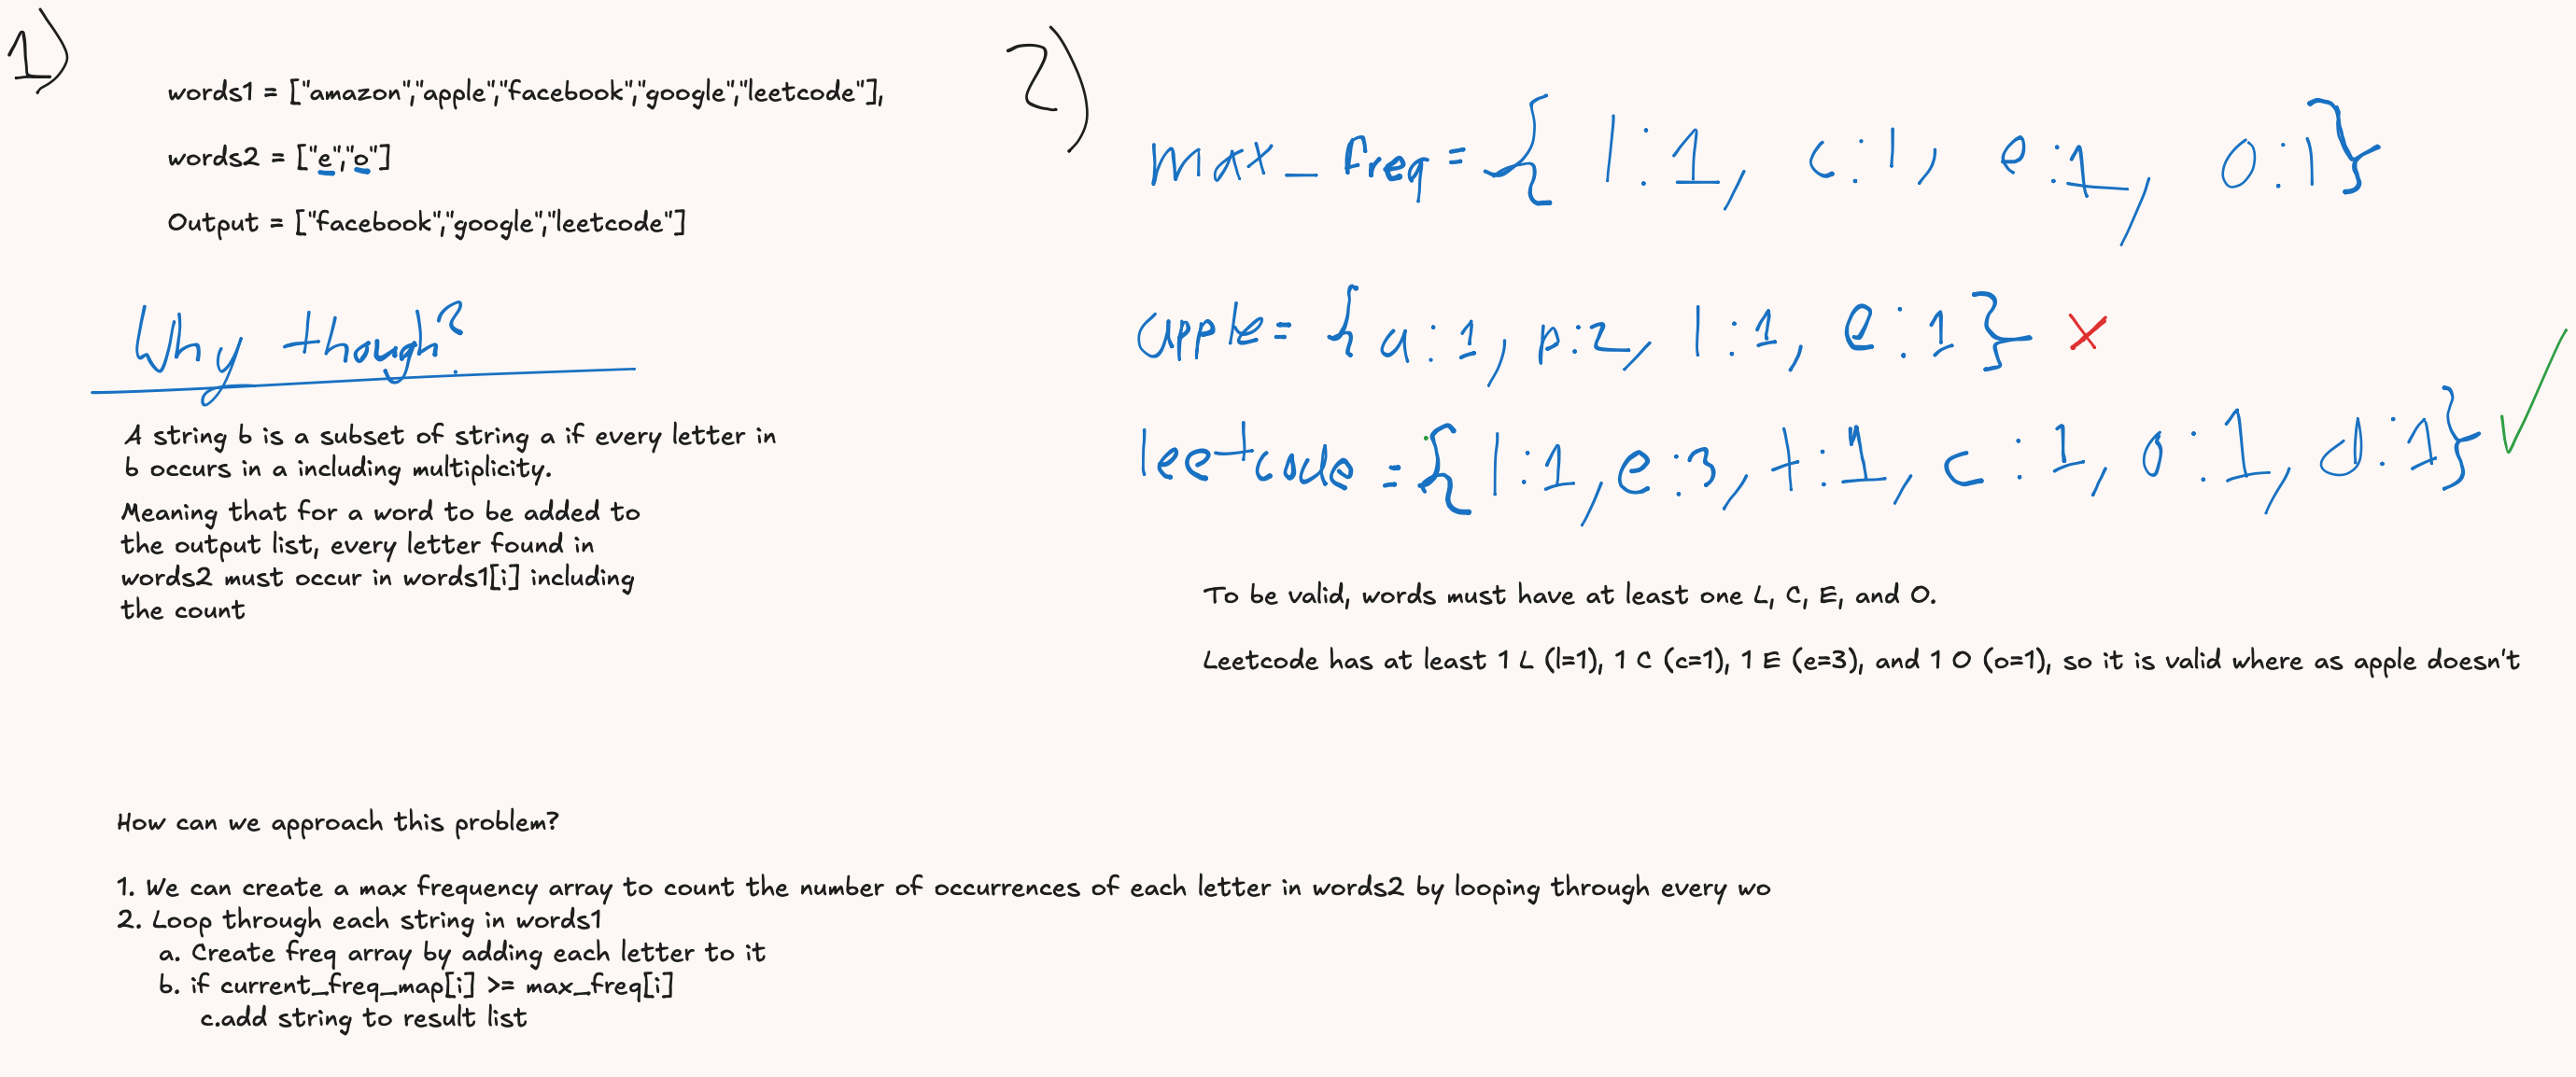 1)
words1 = ["amazon","apple","facebook","google","leetcode"],
words2 = ["e","o"]
Output = ["facebook","google","leetcode"]
Why though?
A string b is a subset of string a if every letter in
b occurs in a including multiplicity.
Meaning that for a word to be added to
the output list, every letter found in
words2 must occur in words1[i] including
the count
2)
max_freq = { l:1, c:1, e:1, o:1}
apple = {a:1, p:2, l:1, e:1}
leetcode = {l:1, e:3, t:1, c:1, o:1, d:1}
To be valid, words must have at least one L, C, E, and O.
Leetcode has at least 1 L (l=1), 1 C (c=1), 1 E (e=3), and 1 O (o=1), so it is valid where as apple doesn't
How can we approach this problem?
1. We can create a max frequency array to count the number of occurrences of each letter in words2 by looping through every wo
2. Loop through each string in words1
a. Create freq array by adding each letter to it
b. if current_freq_map[i] >= max_freq[i]
c.add string to result list